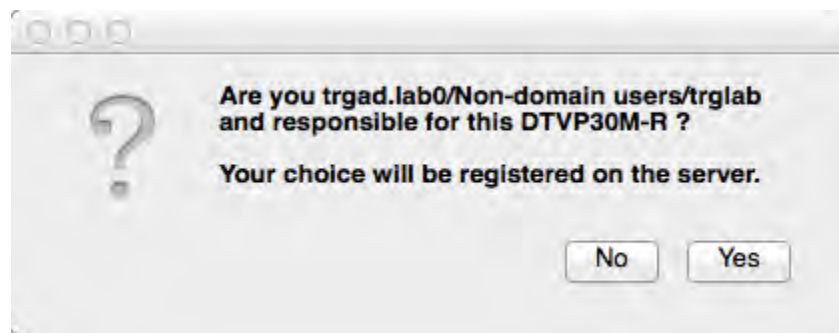 Are you trgad.lab0/Non-domain users/trglab
and responsible for this DTVP30M-R ?
Your choice will be registered on the server.
No Yes